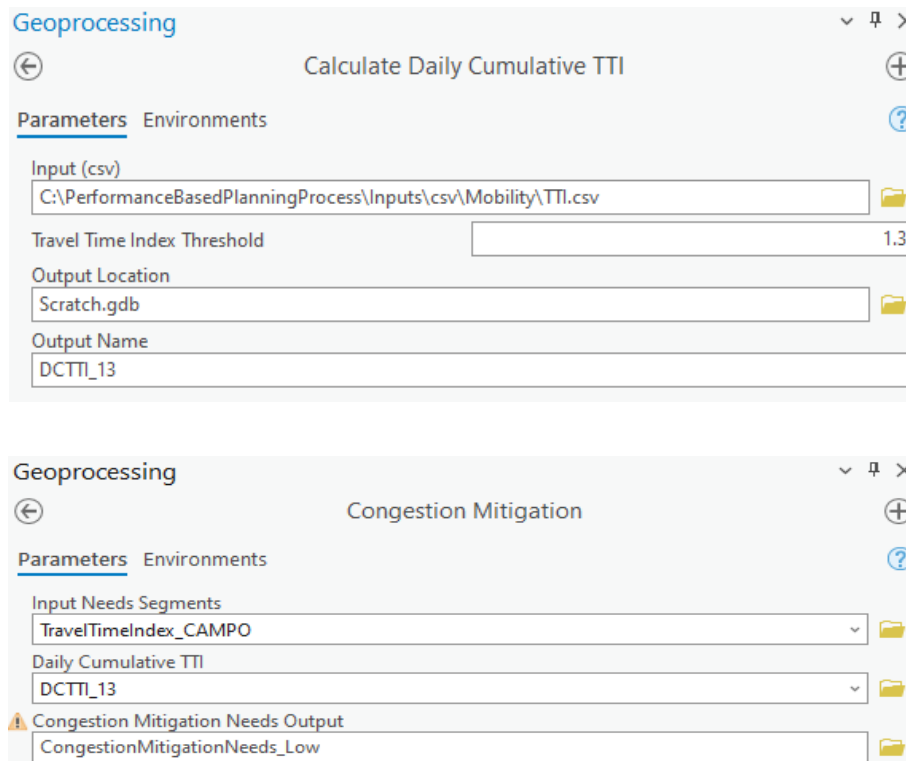 Geoprocessing
Calculate Daily Cumulative TTI
Parameters Environments
Input (csv)
C:\PerformanceBasedPlanningProcess\Inputs\csv\Mobility\TTI.csv
Travel Time Index Threshold 1.3
Output Location
Scratch.gdb
Output Name
DCTTI_13
Geoprocessing
Congestion Mitigation
Parameters Environments
Input Needs Segments
TravelTimeIndex_CAMPO
Daily Cumulative TTI
DCTTI_13
Congestion Mitigation Needs Output
CongestionMitigationNeeds_Low